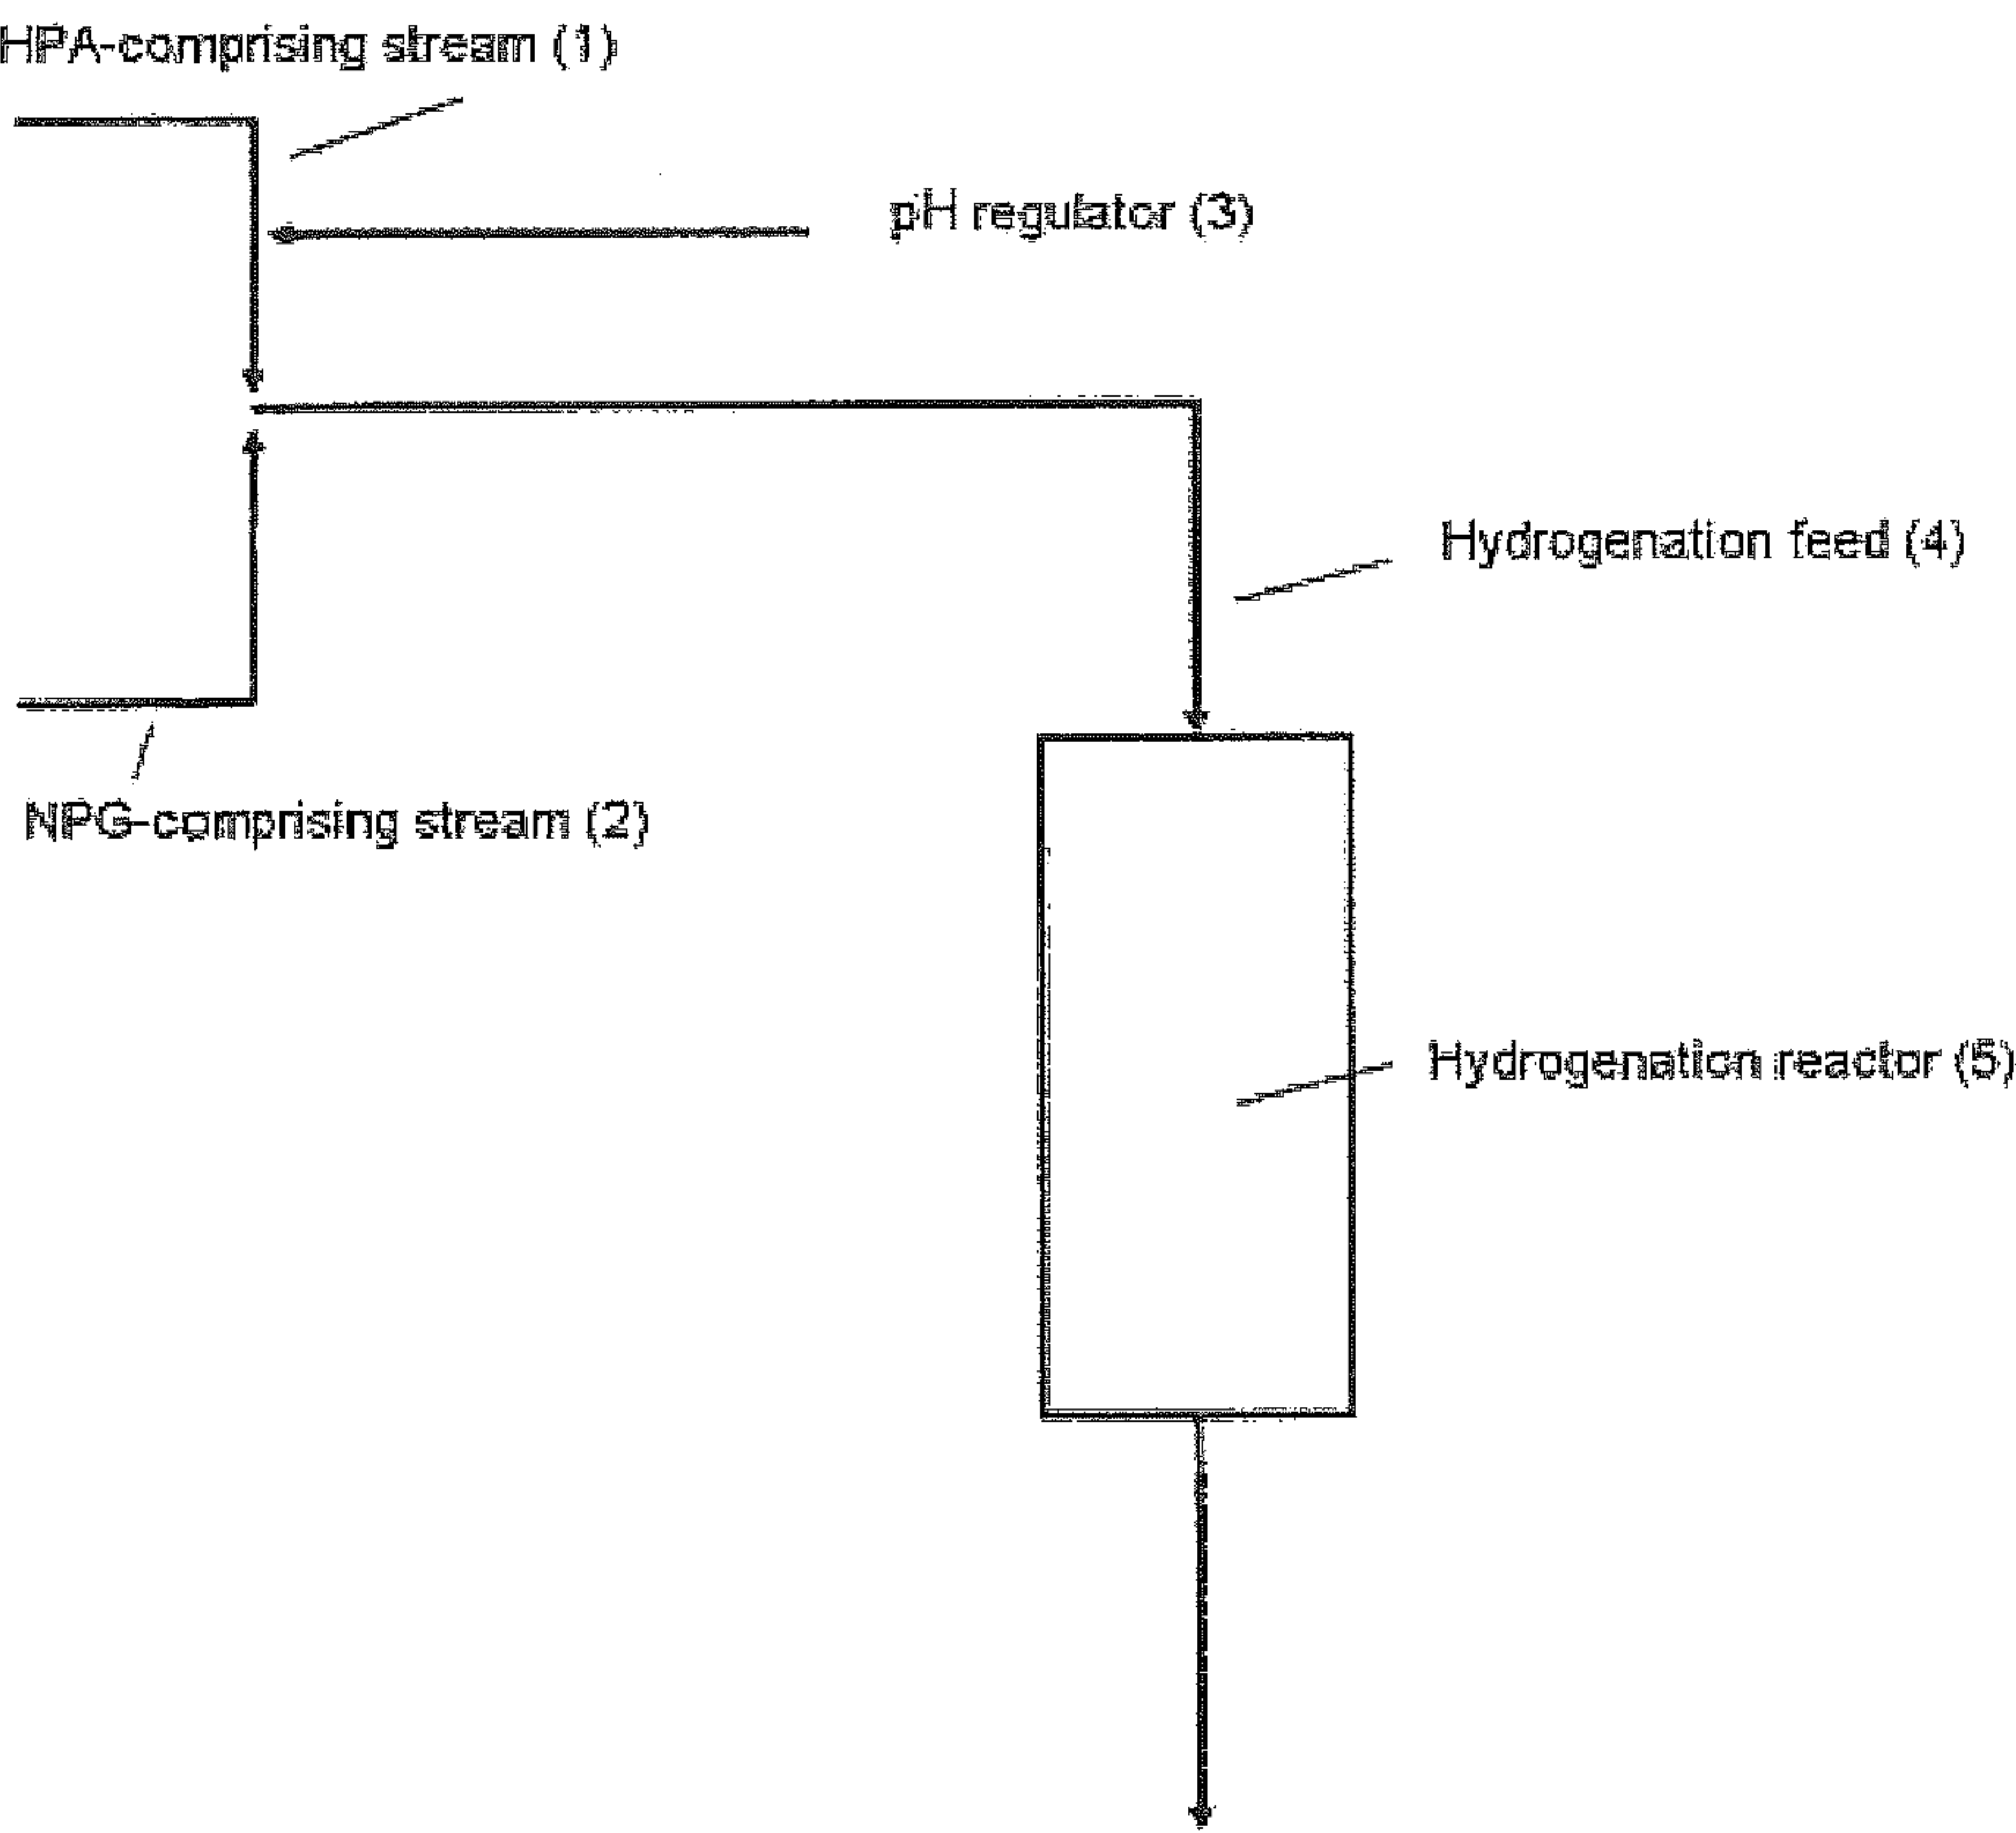 HPA-comprising stream (1)
pH regulator (3)
Hydrogenation feed (4)
NPG-comprising stream (2)
Hydrogenation reactor (5)